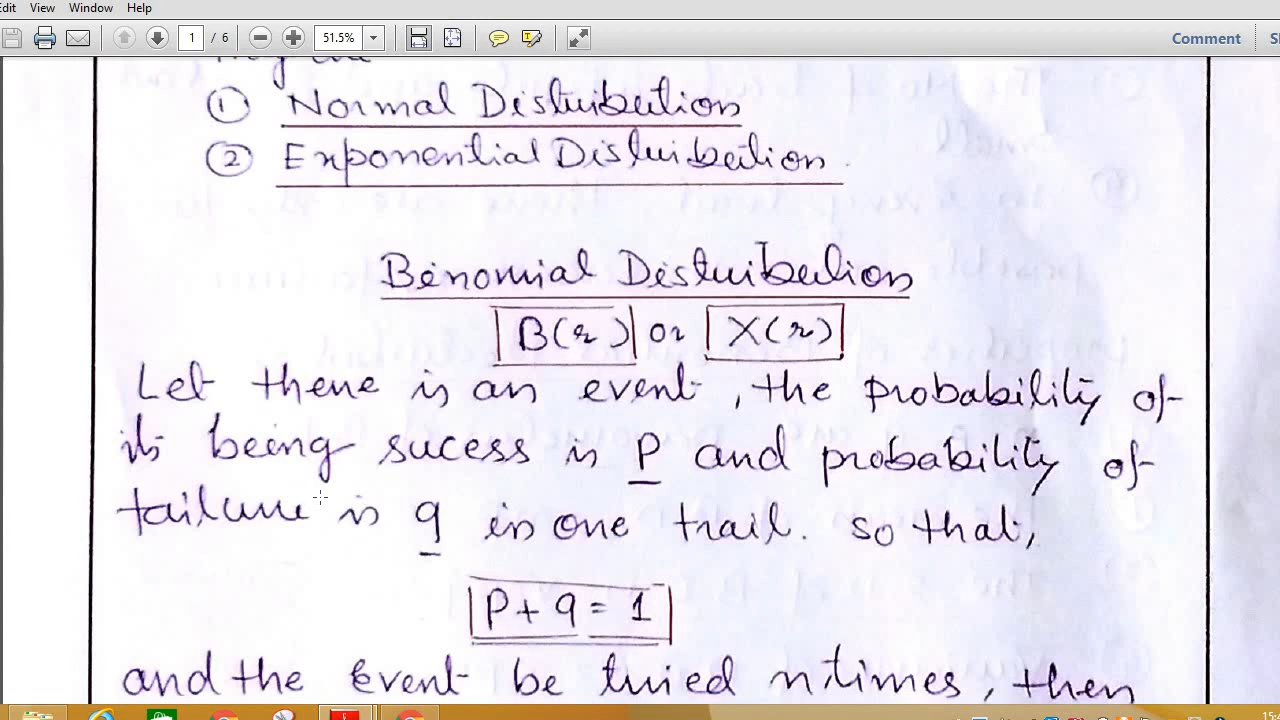 Edit View Window Help
1 / 6 51.5% Comment
① Normal Distribution
② Exponential Distribution.
Binomial Distribution
B(r) or X(r)
Let there is an event, the probability of
its being sucess is P and probability of
failure is q in one trail. so that,
P + q = 1
and the Event be tried n times, then